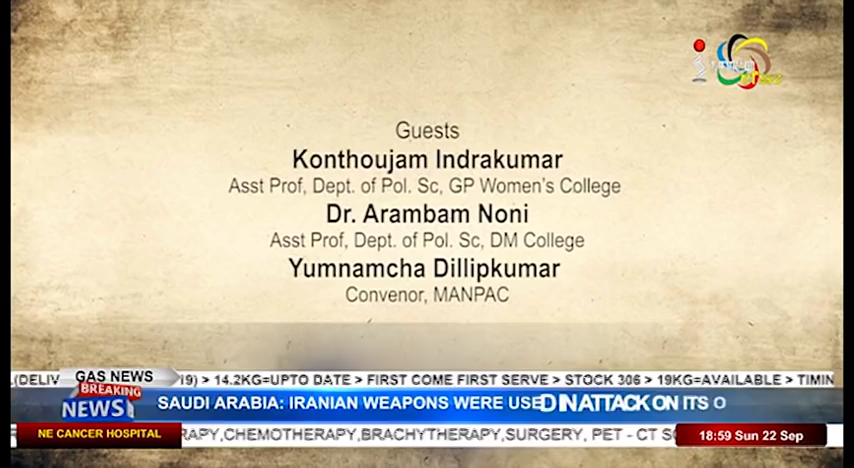 Guests
Konthoujam Indrakumar
Asst Prof, Dept. of Pol. Sc, GP Women's College
Dr. Arambam Noni
Asst Prof, Dept. of Pol. Sc, DM College
Yumnamcha Dillipkumar
Convenor, MANPAC
GAS NEWS
19) > 14.2KG=UPTO DATE > FIRST COME FIRST SERVE > STOCK 306 > 19KG=AVAILABLE >
BREAKING
NEWS
SAUDI ARABIA: IRANIAN WEAPONS WERE USED IN ATTACK ON ITS O
NE CANCER HOSPITAL
RAPY,CHEMOTHERAPY,BRACHYTHERAPY,SURGERY, PET - CT
18:59 Sun 22 Sep